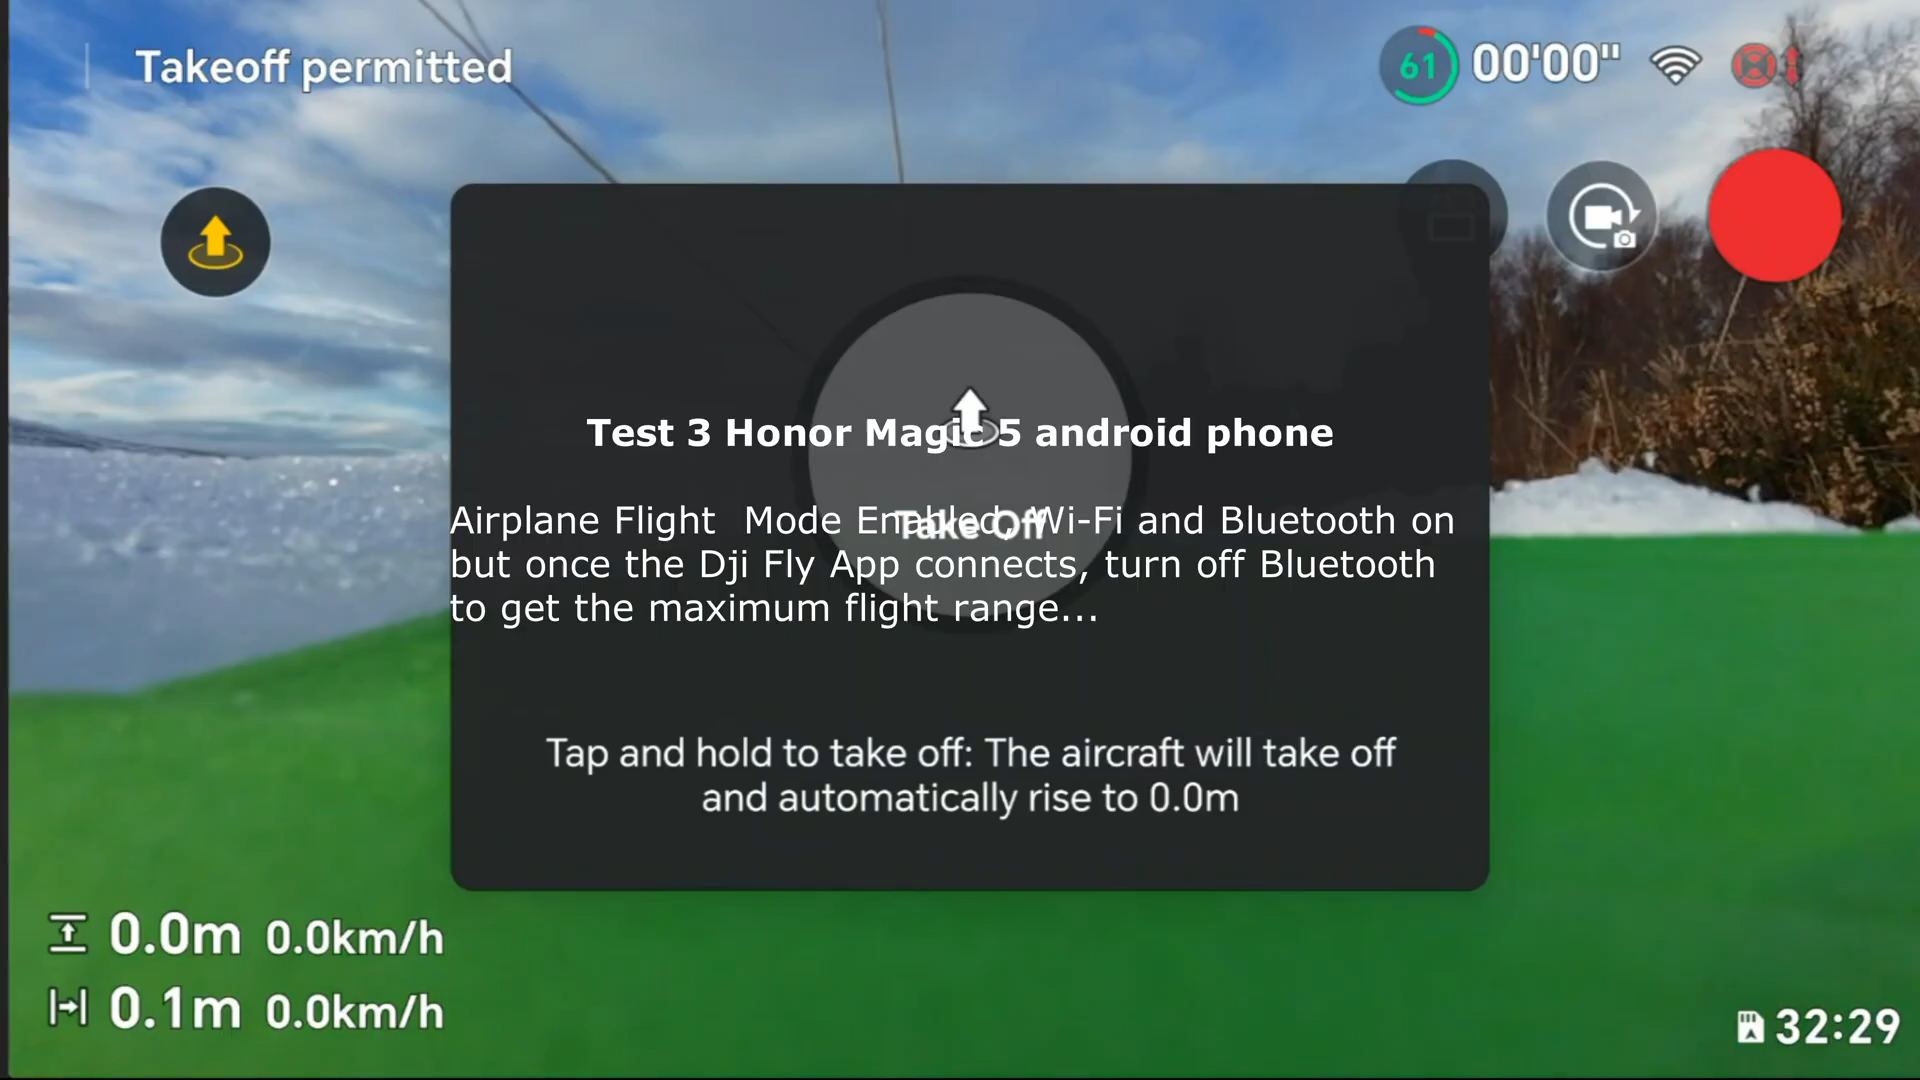 Takeoff permitted
61 00'00"
Test 3 Honor Magic 5 android phone
Take Off
Airplane Flight  Mode Enabled, Wi-Fi and Bluetooth on
but once the Dji Fly App connects, turn off Bluetooth
to get the maximum flight range...
Tap and hold to take off: The aircraft will take off
and automatically rise to 0.0m
0.0m 0.0km/h
0.1m 0.0km/h
32:29